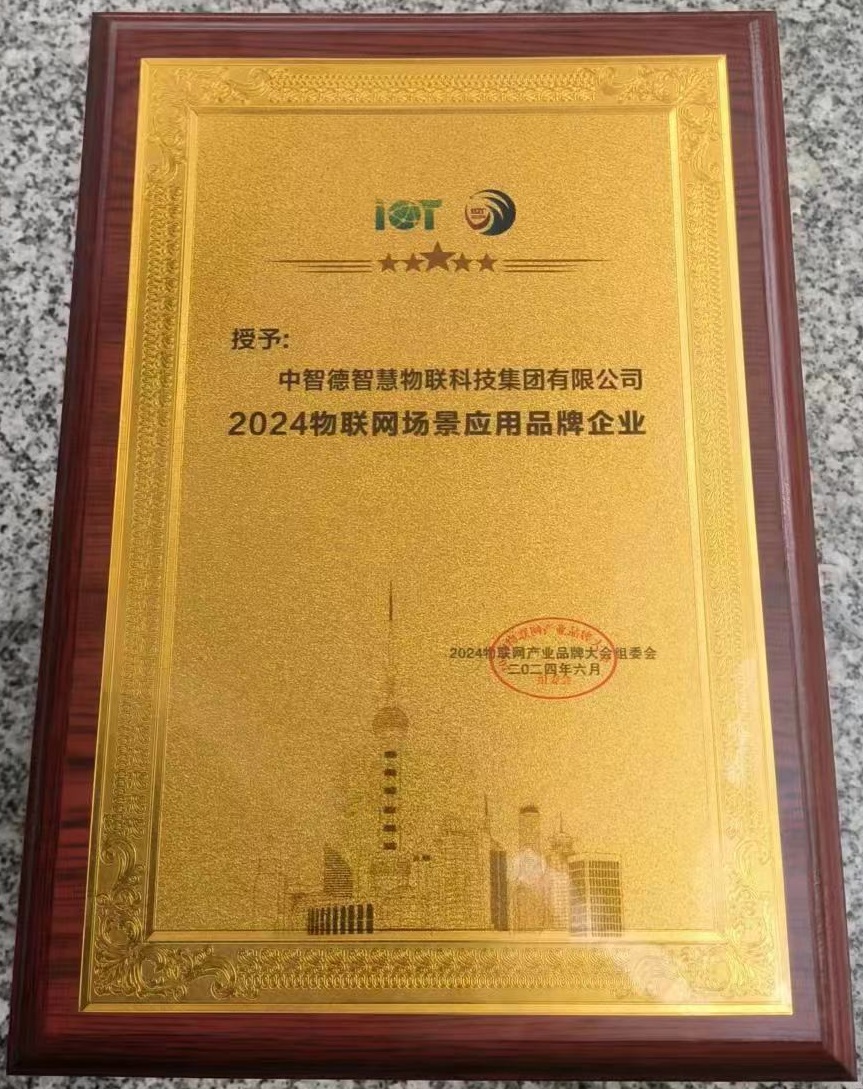 IOT
授予:
中智德智慧物联科技集团有限公司
2024物联网场景应用品牌企业
2024物联网产业品牌大会组委会
二〇二四年六月